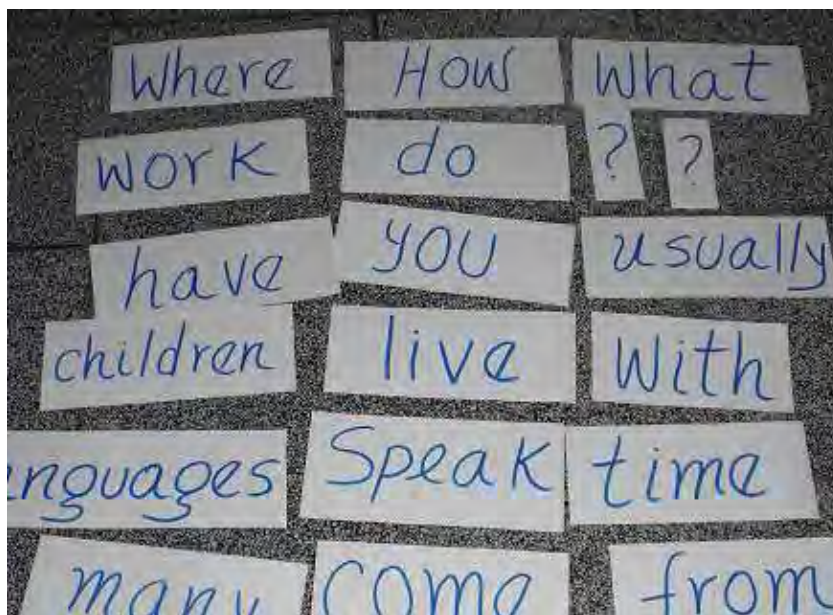 Where How What
work do ? ?
have you usually
children live with
nguages Speak time
many come from